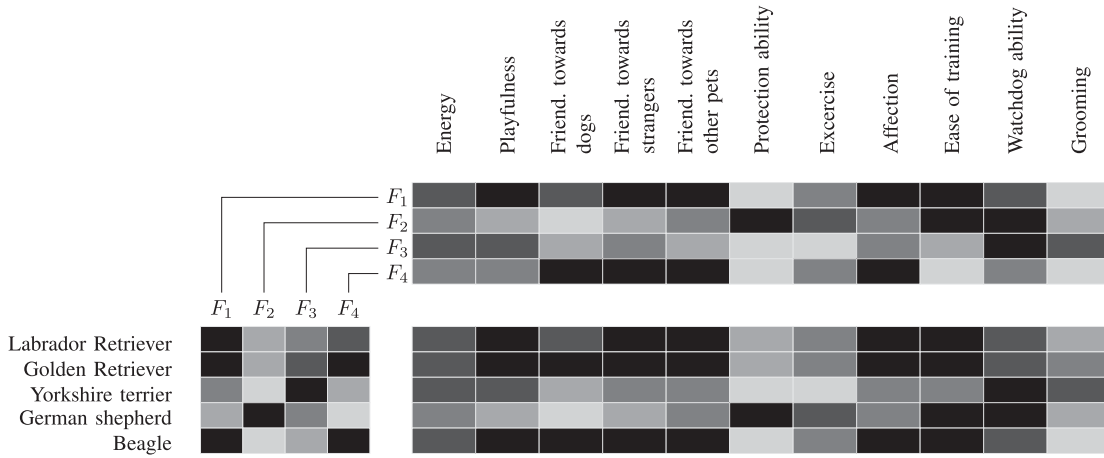 Energy
Playfulness
Friend. towards
dogs
Friend. towards
strangers
Friend. towards
other pets
Protection ability
Excercise
Affection
Ease of training
Watchdog ability
Grooming
F1
F2
F3
F4
F1 F2 F3 F4
Labrador Retriever
Golden Retriever
Yorkshire terrier
German shepherd
Beagle